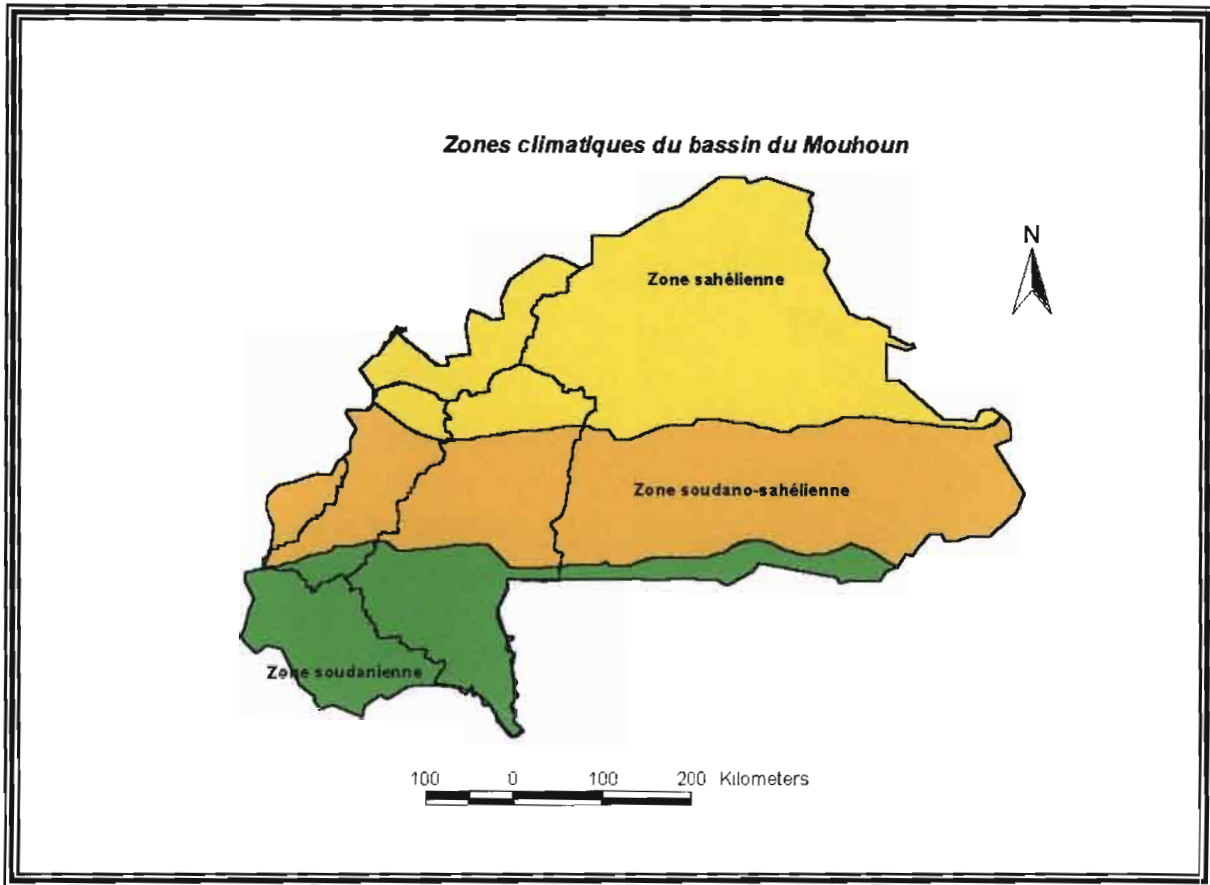 Zones climatiques du bassin du Mouhoun
N
Zone sahélienne
Zone soudano-sahélienne
Zone soudanienne
100 0 100 200 Kilometers